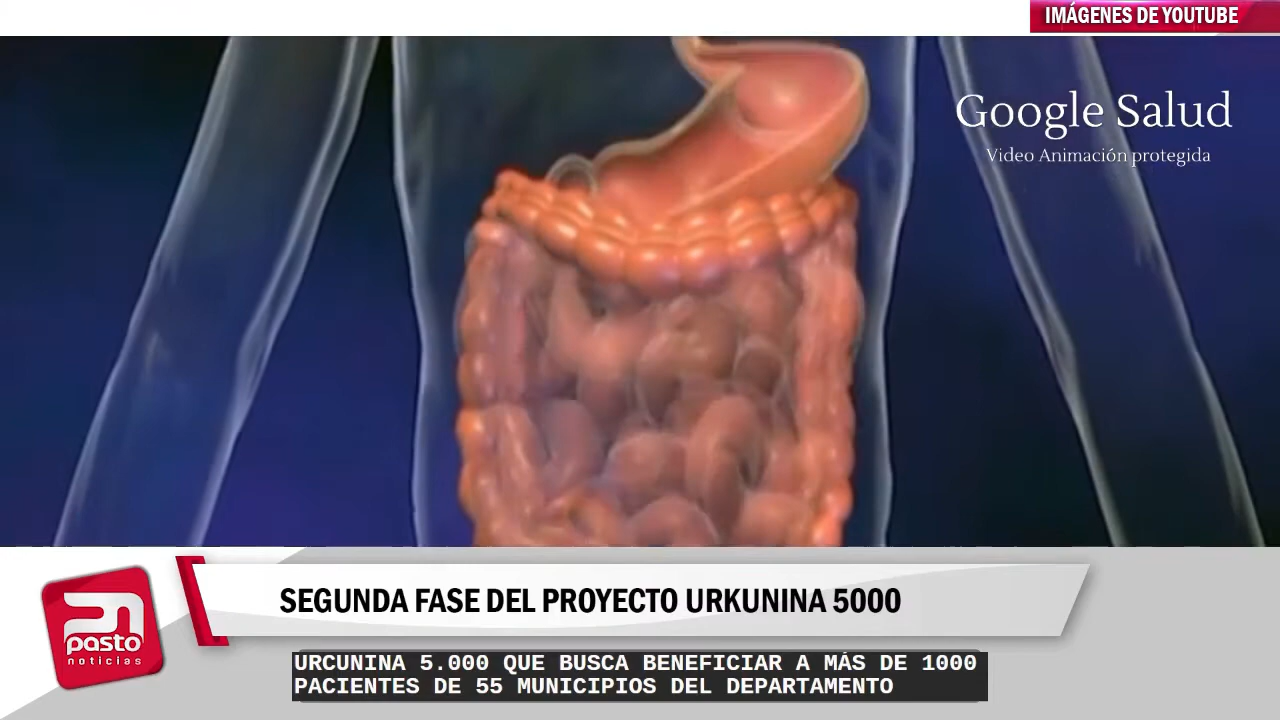 IMÁGENES DE YOUTUBE
Google Salud
Video Animación protegida
SEGUNDA FASE DEL PROYECTO URKUNINA 5000
pasto
noticias
URCUNINA 5.000 QUE BUSCA BENEFICIAR A MÁS DE 1000
PACIENTES DE 55 MUNICIPIOS DEL DEPARTAMENTO